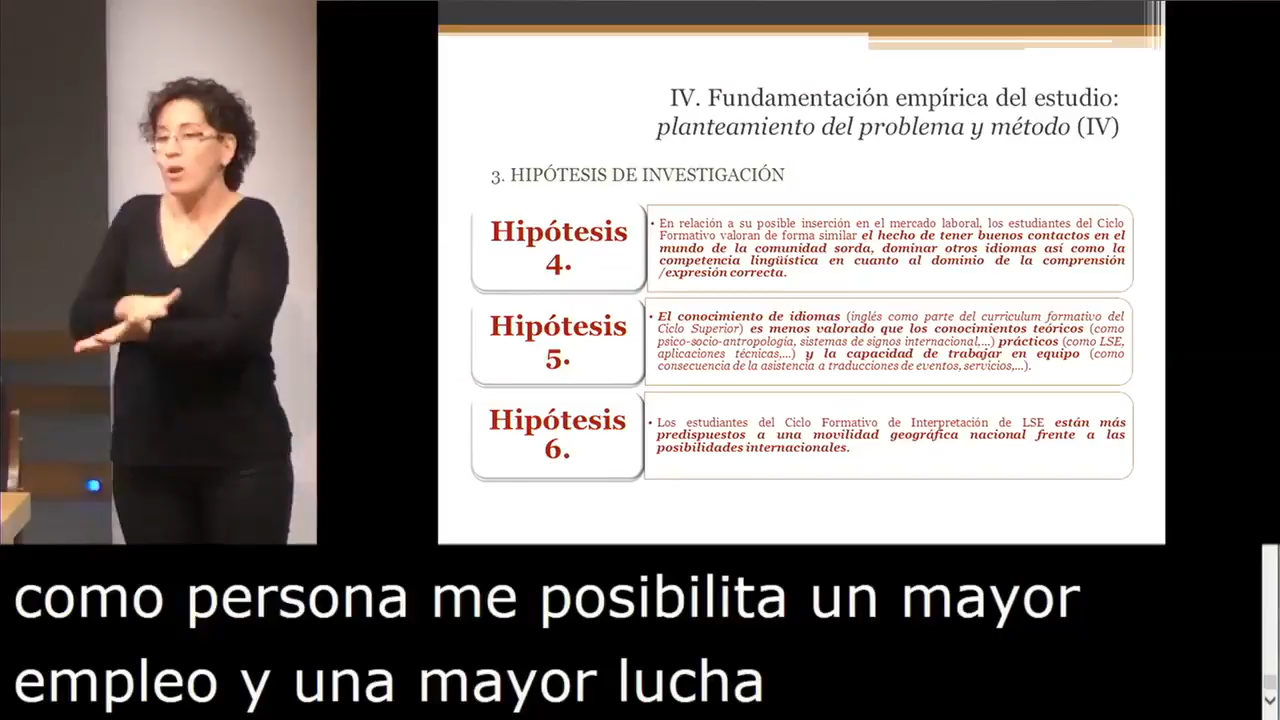 IV. Fundamentación empírica del estudio:
planteamiento del problema y método (IV)
3. HIPÓTESIS DE INVESTIGACIÓN
Hipótesis
4.
• En relación a su posible inserción en el mercado laboral, los estudiantes del Ciclo
Formativo valoran de forma similar el hecho de tener buenos contactos en el
mundo de la comunidad sorda, dominar otros idiomas así como la
competencia lingüística en cuanto al dominio de la comprensión
/expresión correcta.
Hipótesis
5.
• El conocimiento de idiomas (inglés como parte del curriculum formativo del
Ciclo Superior) es menos valorado que los conocimientos teóricos (como
psico-socio-antropología, sistemas de signos internacional,...) prácticos (como LSE,
aplicaciones técnicas,...) y la capacidad de trabajar en equipo (como
consecuencia de la asistencia a traducciones de eventos, servicios,...).
Hipótesis
6.
• Los estudiantes del Ciclo Formativo de Interpretación de LSE están más
predispuestos a una movilidad geográfica nacional frente a las
posibilidades internacionales.
como persona me posibilita un mayor
empleo y una mayor lucha